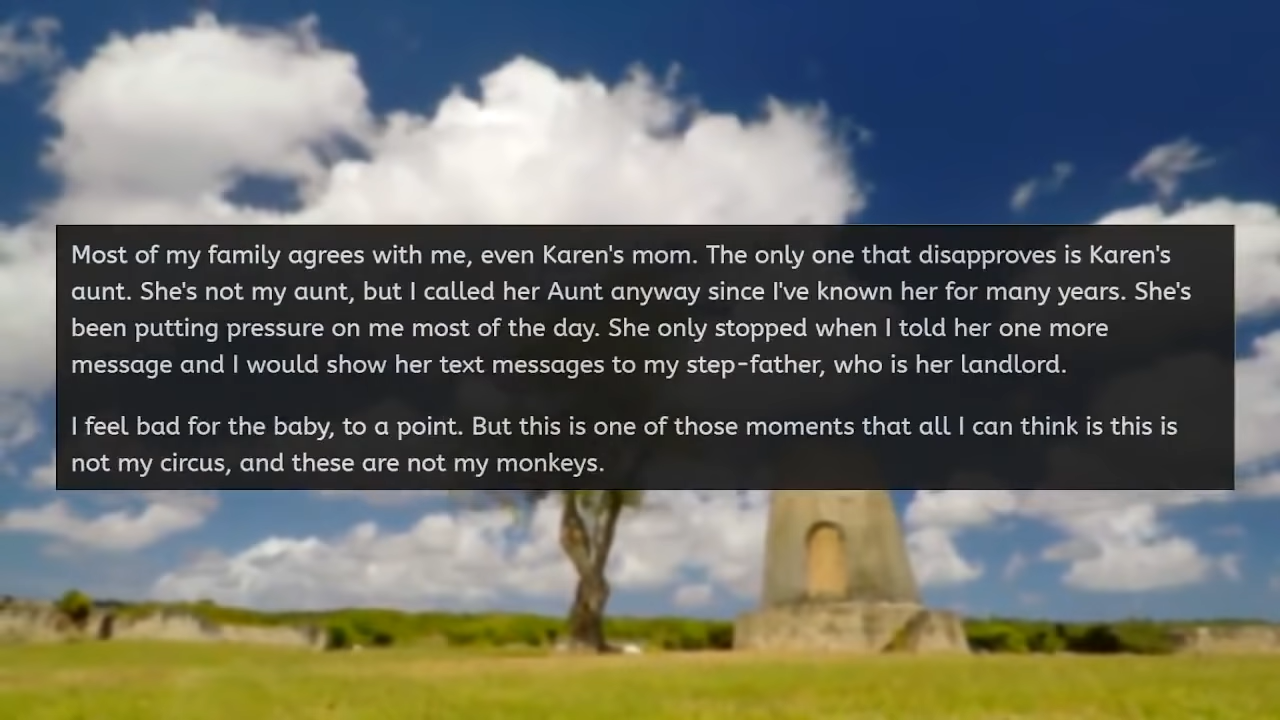 Most of my family agrees with me, even Karen's mom. The only one that disapproves is Karen's
aunt. She's not my aunt, but I called her Aunt anyway since I've known her for many years. She's
been putting pressure on me most of the day. She only stopped when I told her one more
message and I would show her text messages to my step-father, who is her landlord.
I feel bad for the baby, to a point. But this is one of those moments that all I can think is this is
not my circus, and these are not my monkeys.